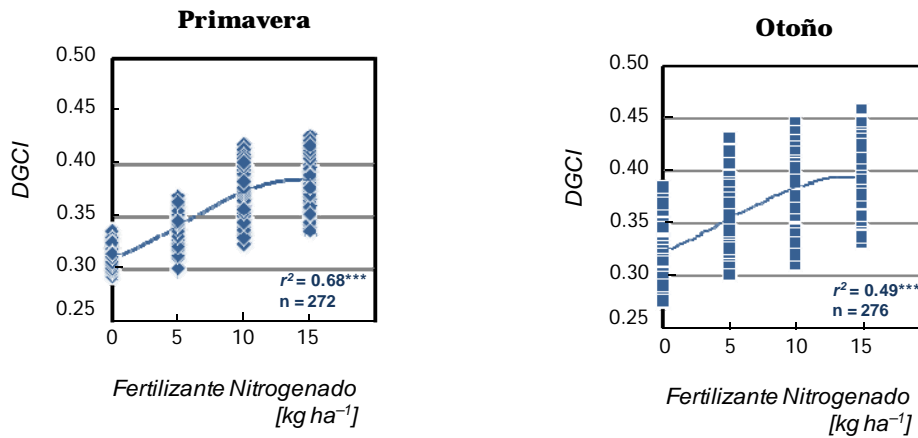 Primavera
0.50
0.45
0.40
0.35
0.30
0.25
DGCI
r² = 0.68***
n = 272
0 5 10 15
Fertilizante Nitrogenado
[kg ha⁻¹]
Otoño
0.50
0.45
0.40
0.35
0.30
0.25
DGCI
r² = 0.49***
n = 276
0 5 10 15
Fertilizante Nitrogenado
[kg ha⁻¹]